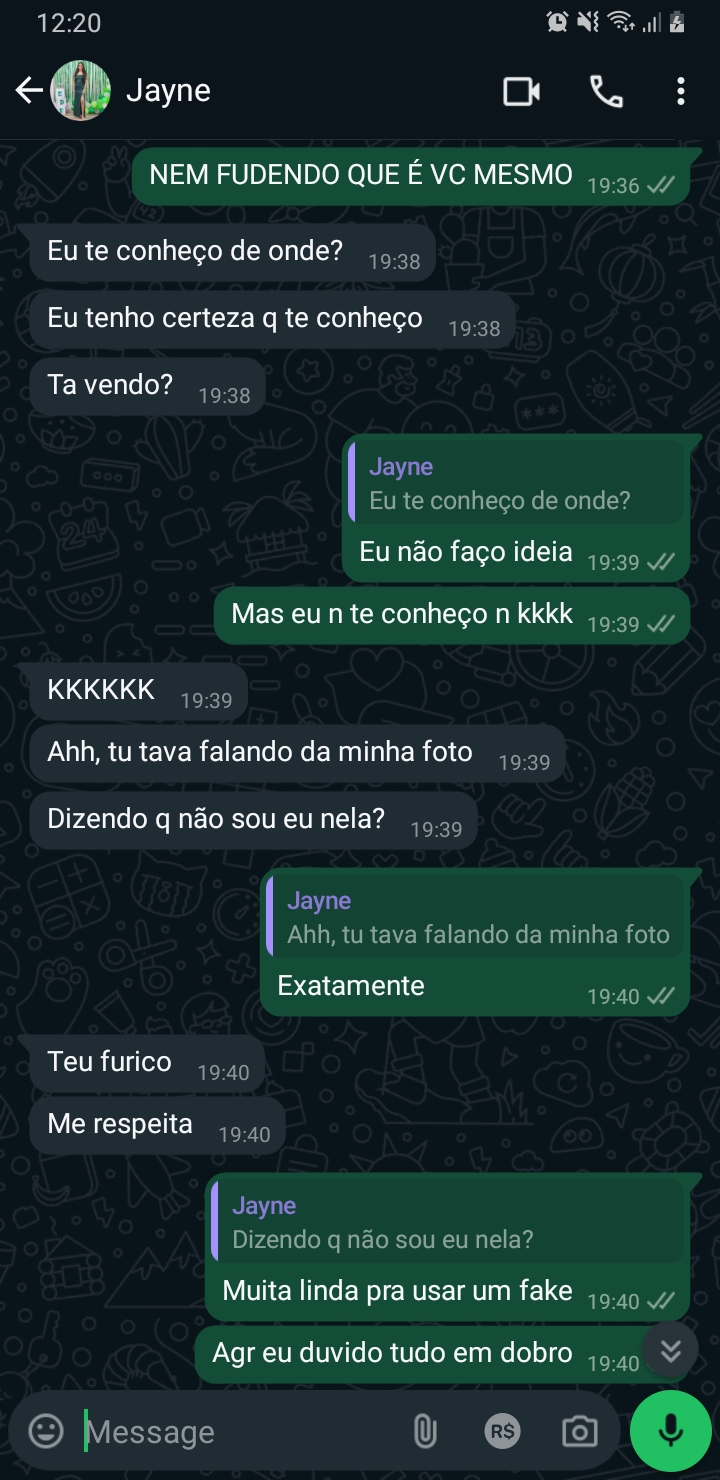 12:20
Jayne
NEM FUDENDO QUE É VC MESMO 19:36
Eu te conheço de onde? 19:38
Eu tenho certeza q te conheço 19:38
Ta vendo? 19:38
Jayne
Eu te conheço de onde?
Eu não faço ideia 19:39
Mas eu n te conheço n kkkk 19:39
KKKKKK 19:39
Ahh, tu tava falando da minha foto 19:39
Dizendo q não sou eu nela? 19:39
Jayne
Ahh, tu tava falando da minha foto
Exatamente 19:40
Teu furico 19:40
Me respeita 19:40
Jayne
Dizendo q não sou eu nela?
Muita linda pra usar um fake 19:40
Agr eu duvido tudo em dobro 19:40
Message
R$